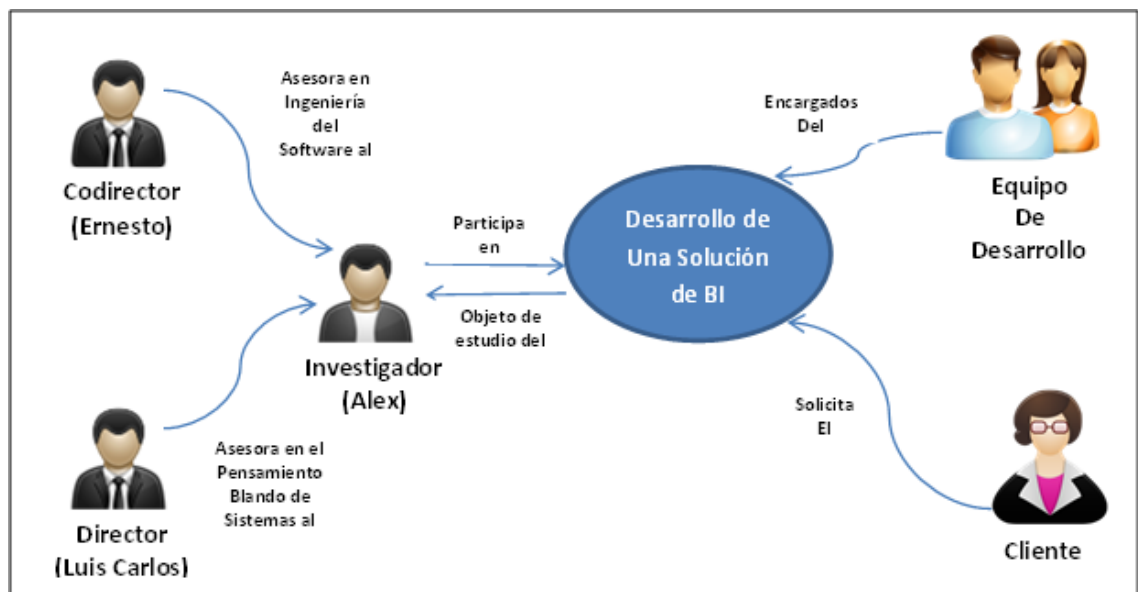 Asesora en
Ingeniería
del
Software al
Codirector
(Ernesto)
Encargados
Del
Equipo
De
Desarrollo
Participa
en
Desarrollo de
Una Solución
de BI
Objeto de
estudio del
Investigador
(Alex)
Asesora en el
Pensamiento
Blando de
Sistemas al
Director
(Luis Carlos)
Solicita
El
Cliente